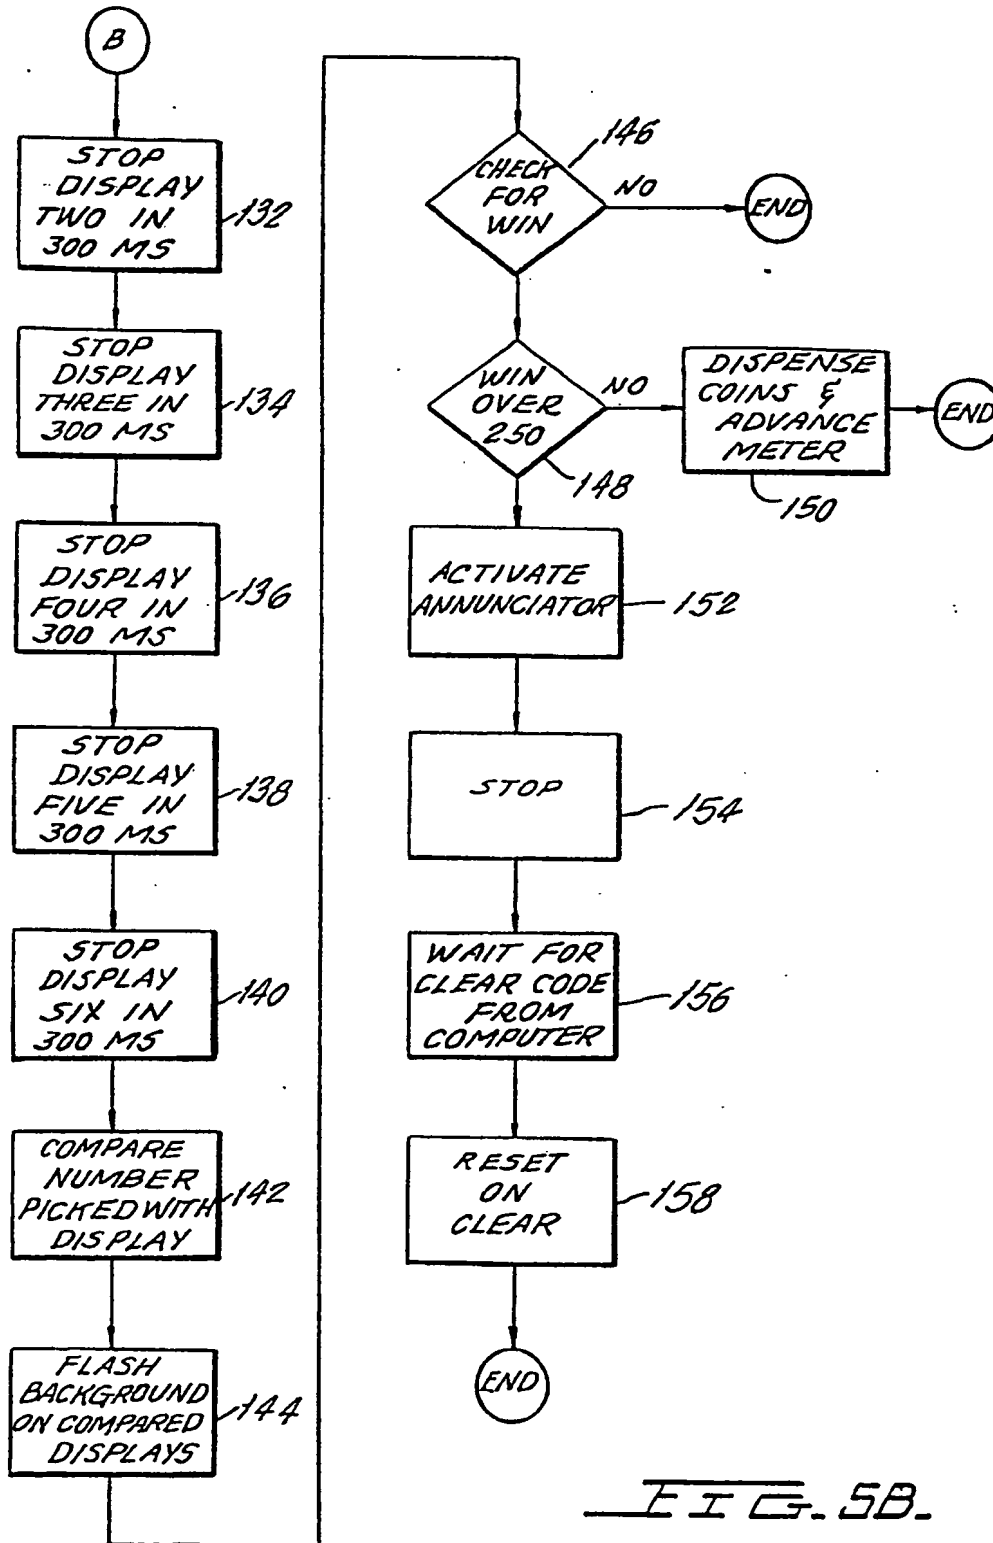 B
STOP
DISPLAY
TWO IN
300 MS
132
STOP
DISPLAY
THREE IN
300 MS
134
STOP
DISPLAY
FOUR IN
300 MS
136
STOP
DISPLAY
FIVE IN
300 MS
138
STOP
DISPLAY
SIX IN
300 MS
140
COMPARE
NUMBER
PICKED WITH
DISPLAY
142
FLASH
BACKGROUND
ON COMPARED
DISPLAYS
144
CHECK
FOR
WIN
146
NO
END
WIN
OVER
250
148
NO
DISPENSE
COINS &
ADVANCE
METER
150
END
ACTIVATE
ANNUNCIATOR
152
STOP
154
WAIT FOR
CLEAR CODE
FROM
COMPUTER
156
RESET
ON
CLEAR
158
END
FIG. 5B.